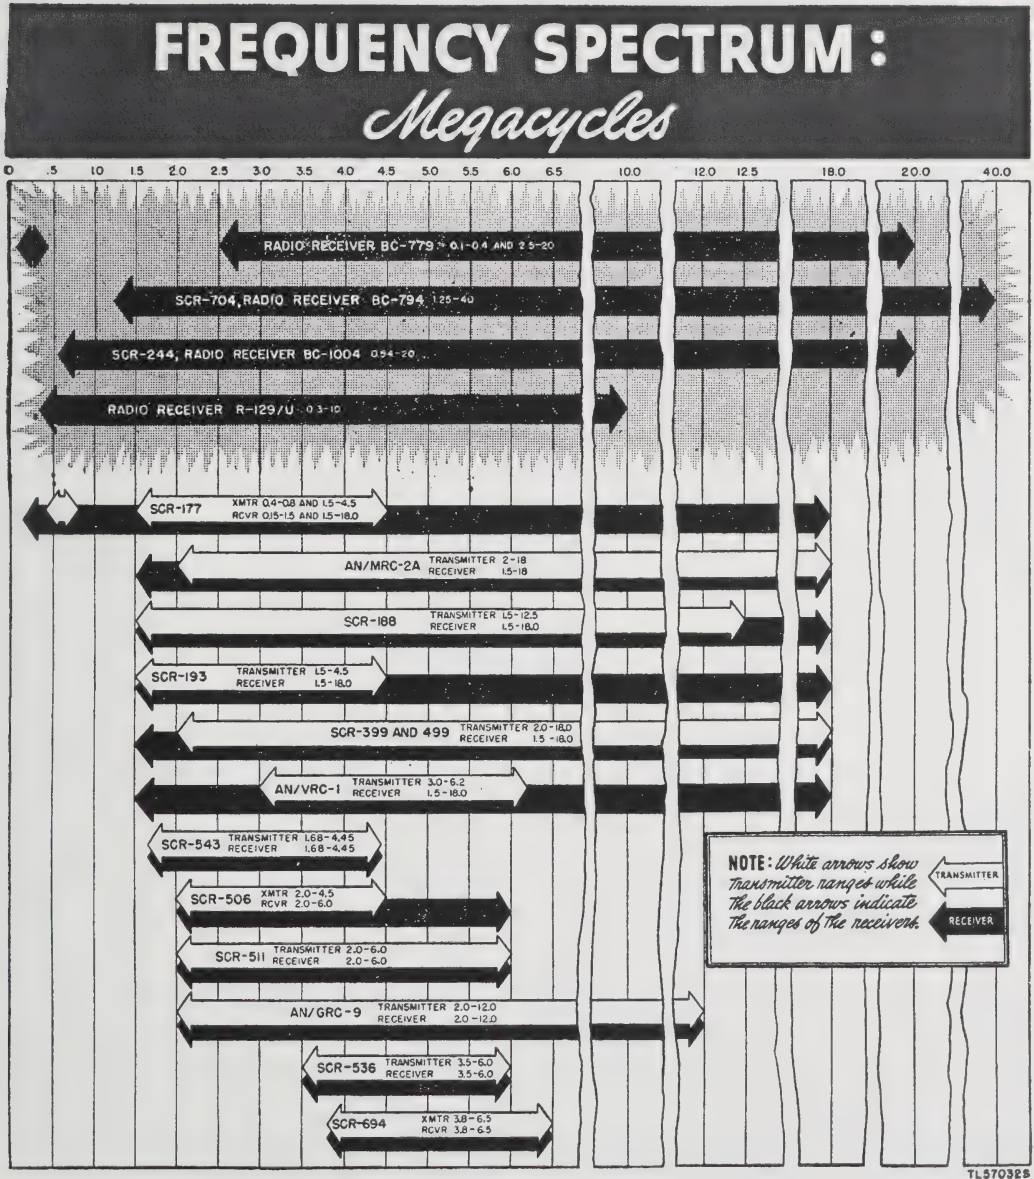 FREQUENCY SPECTRUM:
Megacycles
0 .5 1.0 1.5 2.0 2.5 3.0 3.5 4.0 4.5 5.0 5.5 6.0 6.5 10.0 12.0 12.5 18.0 20.0 40.0
RADIO RECEIVER BC-779 - 0.1-0.4 AND 2.5-20
SCR-704, RADIO RECEIVER BC-794 1.25-40
SCR-244, RADIO RECEIVER BC-1004 0.54-20
RADIO RECEIVER R-129/U 0.3-10
SCR-177 XMTR 0.4-0.8 AND 1.5-4.5
RCVR 0.15-1.5 AND 1.5-18.0
AN/MRC-2A TRANSMITTER 2-18
RECEIVER 1.5-18
SCR-188 TRANSMITTER 1.5-12.5
RECEIVER 1.5-18.0
SCR-193 TRANSMITTER 1.5-4.5
RECEIVER 1.5-18.0
SCR-399 AND 499 TRANSMITTER 2.0-18.0
RECEIVER 1.5-18.0
AN/VRC-1 TRANSMITTER 3.0-6.2
RECEIVER 1.5-18.0
SCR-543 TRANSMITTER 1.68-4.45
RECEIVER 1.68-4.45
SCR-506 XMTR 2.0-4.5
RCVR 2.0-6.0
SCR-511 TRANSMITTER 2.0-6.0
RECEIVER 2.0-6.0
AN/GRC-9 TRANSMITTER 2.0-12.0
RECEIVER 2.0-12.0
SCR-536 TRANSMITTER 3.5-6.0
RECEIVER 3.5-6.0
SCR-694 XMTR 3.8-6.5
RCVR 3.8-6.5
NOTE: White arrows show
Transmitter ranges while
The black arrows indicate
The ranges of The receivers.
TRANSMITTER
RECEIVER
TL57032S